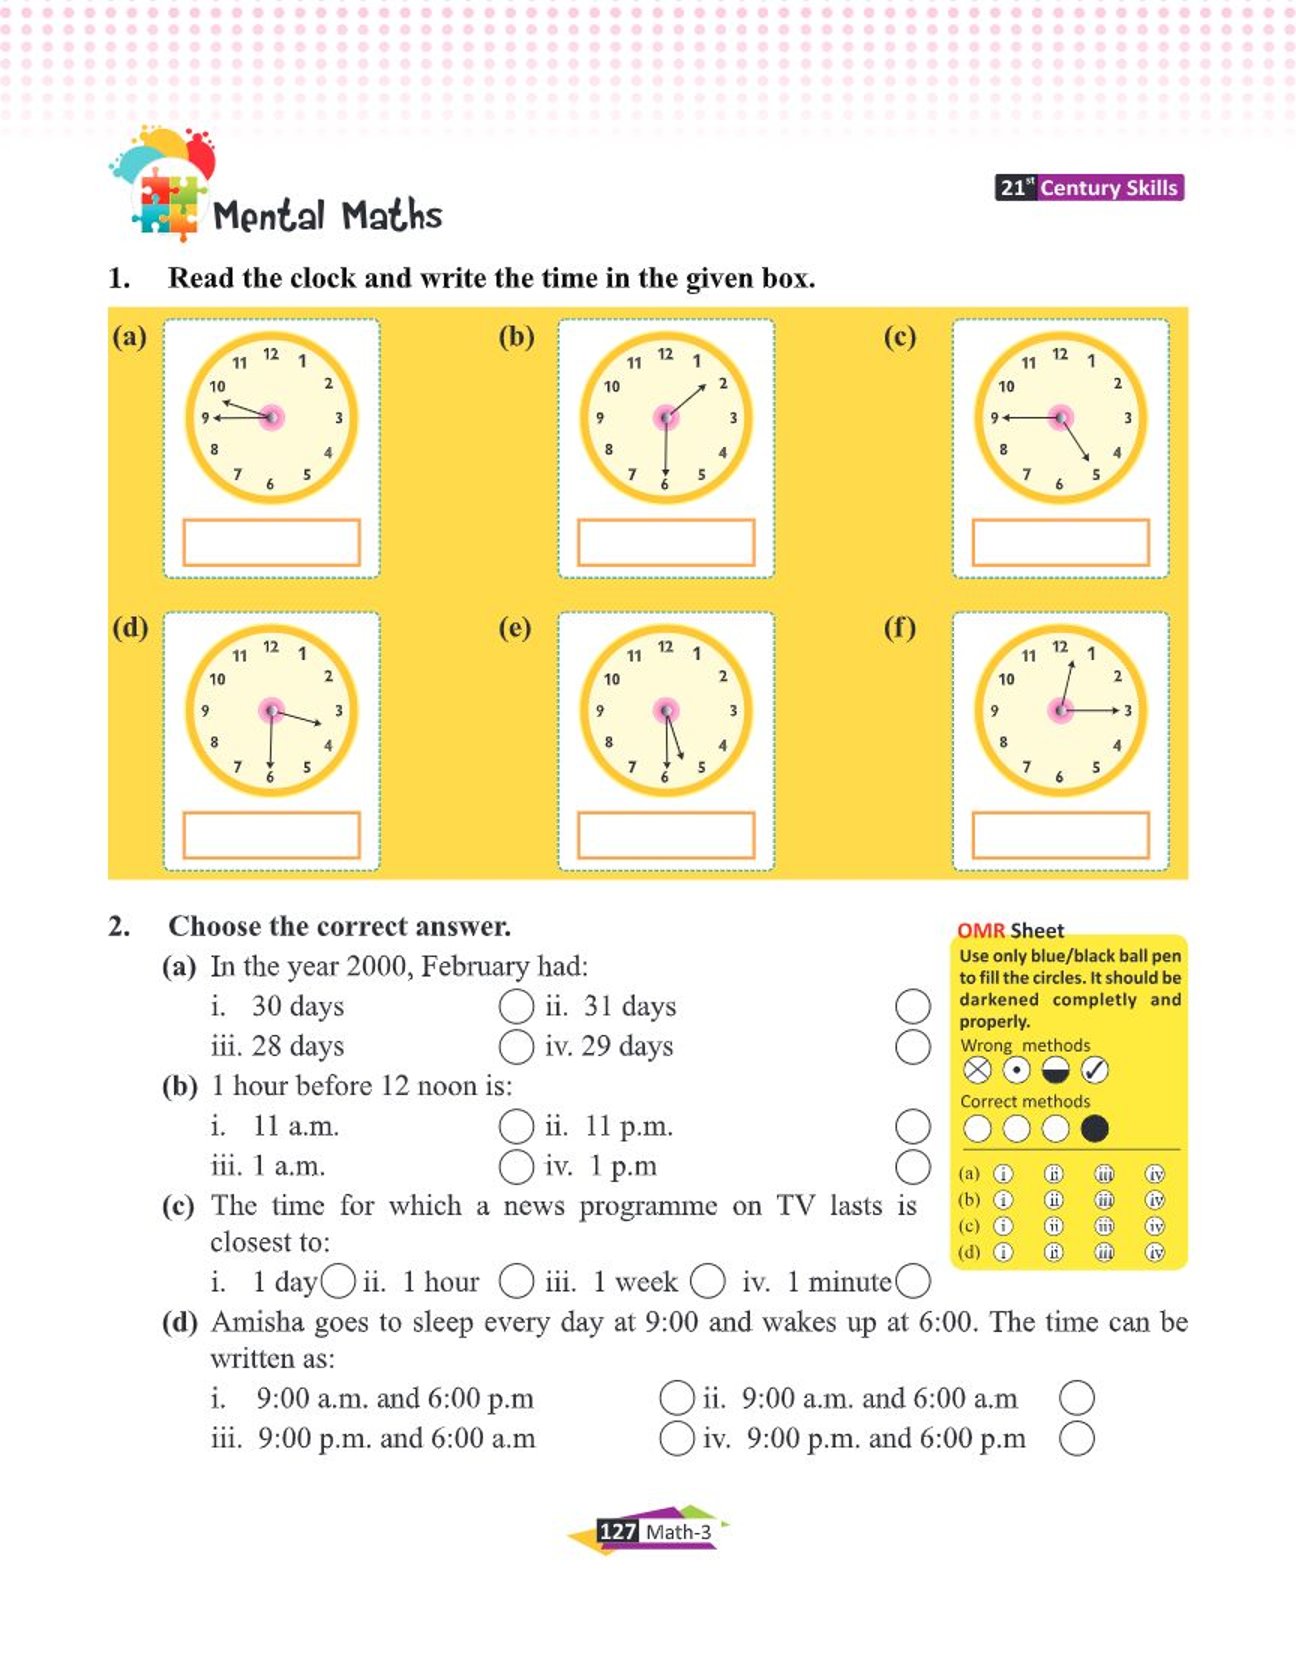 Mental Maths
21st Century Skills
1. Read the clock and write the time in the given box.
(a) (b) (c)
12 1 2 3 4 5 6 7 8 9 10 11
12 1 2 3 4 5 6 7 8 9 10 11
12 1 2 3 4 5 6 7 8 9 10 11
(d) (e) (f)
12 1 2 3 4 5 6 7 8 9 10 11
12 1 2 3 4 5 6 7 8 9 10 11
12 1 2 3 4 5 6 7 8 9 10 11
2. Choose the correct answer.
(a) In the year 2000, February had:
i. 30 days ii. 31 days
iii. 28 days iv. 29 days
(b) 1 hour before 12 noon is:
i. 11 a.m. ii. 11 p.m.
iii. 1 a.m. iv. 1 p.m
(c) The time for which a news programme on TV lasts is
closest to:
i. 1 day ii. 1 hour iii. 1 week iv. 1 minute
(d) Amisha goes to sleep every day at 9:00 and wakes up at 6:00. The time can be
written as:
i. 9:00 a.m. and 6:00 p.m ii. 9:00 a.m. and 6:00 a.m
iii. 9:00 p.m. and 6:00 a.m iv. 9:00 p.m. and 6:00 p.m
OMR Sheet
Use only blue/black ball pen
to fill the circles. It should be
darkened completly and
properly.
Wrong methods
Correct methods
(a) i ii iii iv
(b) i ii iii iv
(c) i ii iii iv
(d) i ii iii iv
127 Math-3